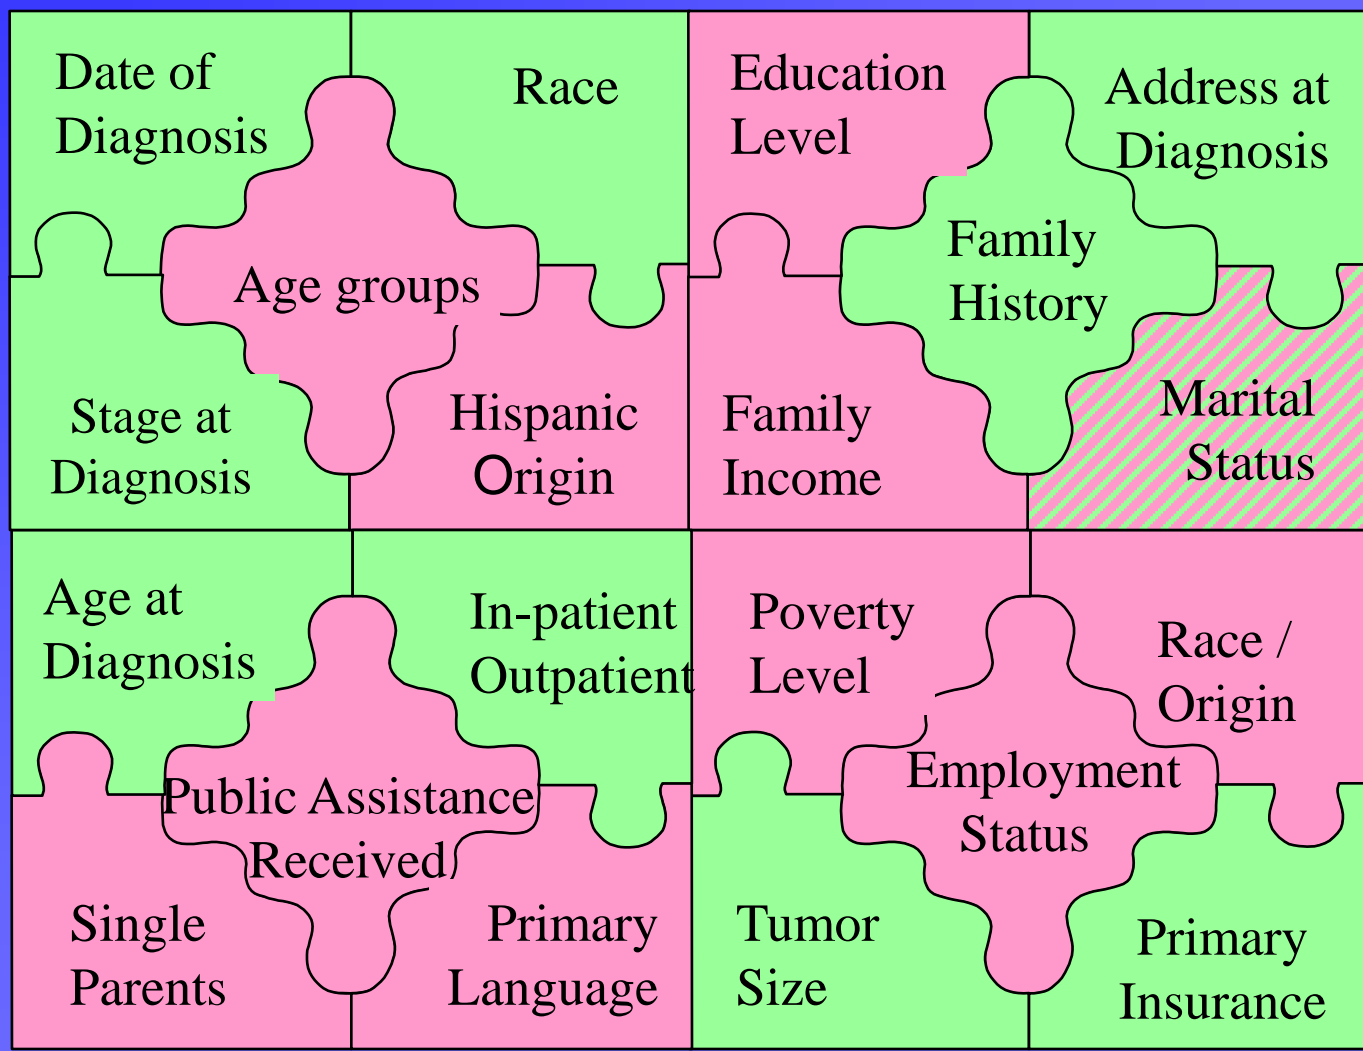 Date of
Diagnosis
Race
Age groups
Stage at
Diagnosis
Hispanic
Origin
Education
Level
Address at
Diagnosis
Family
History
Family
Income
Marital
Status
Age at
Diagnosis
In-patient
Outpatient
Public Assistance
Received
Single
Parents
Primary
Language
Poverty
Level
Race /
Origin
Employment
Status
Tumor
Size
Primary
Insurance